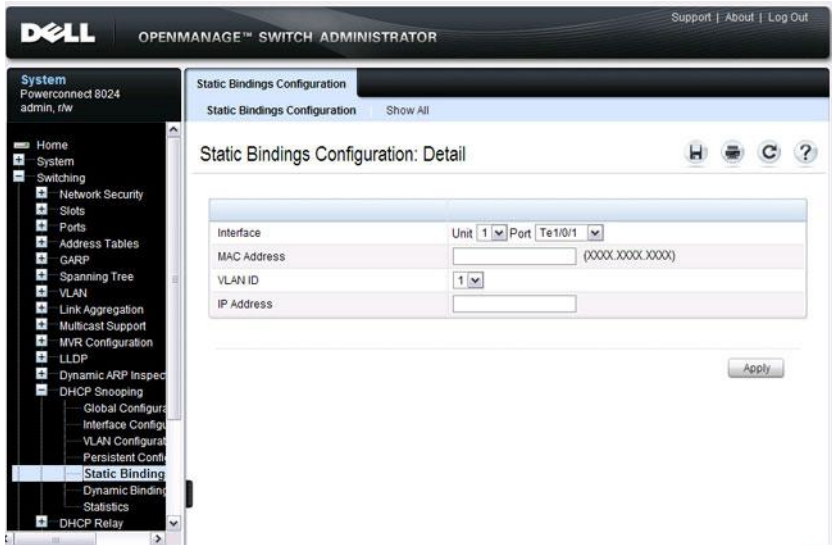 DELL
OPENMANAGE™ SWITCH ADMINISTRATOR
Support | About | Log Out
System
Powerconnect 8024
admin, r/w
Home
System
Switching
Network Security
Slots
Ports
Address Tables
GARP
Spanning Tree
VLAN
Link Aggregation
Multicast Support
MVR Configuration
LLDP
Dynamic ARP Inspec
DHCP Snooping
Global Configura
Interface Configu
VLAN Configurat
Persistent Confi
Static Binding
Dynamic Binding
Statistics
DHCP Relay
Static Bindings Configuration
Static Bindings Configuration Show All
Static Bindings Configuration: Detail
Interface Unit 1 Port Te1/0/1
MAC Address (XXXX.XXXX.XXXX)
VLAN ID 1
IP Address
Apply